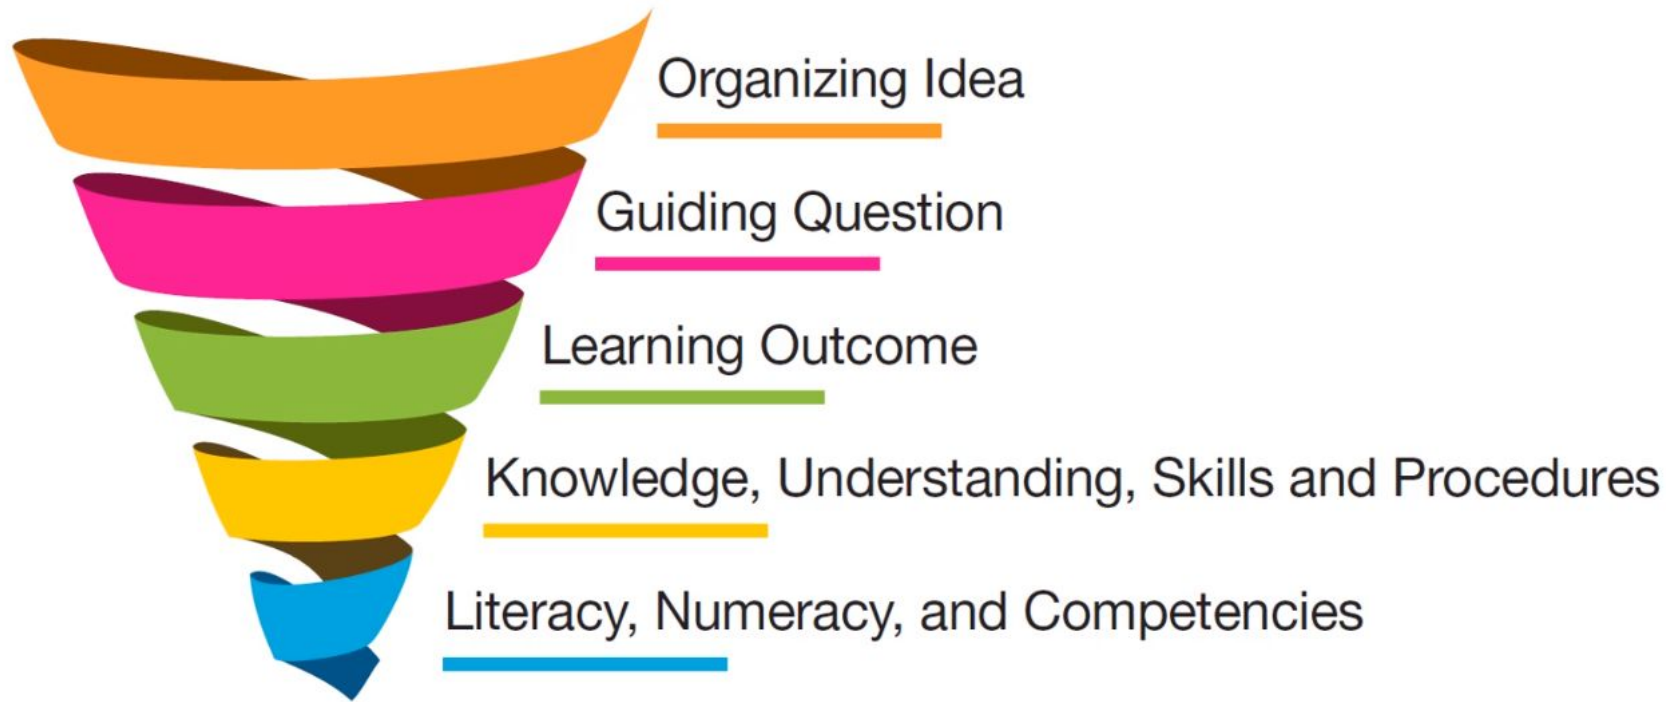 Organizing Idea
Guiding Question
Learning Outcome
Knowledge, Understanding, Skills and Procedures
Literacy, Numeracy, and Competencies